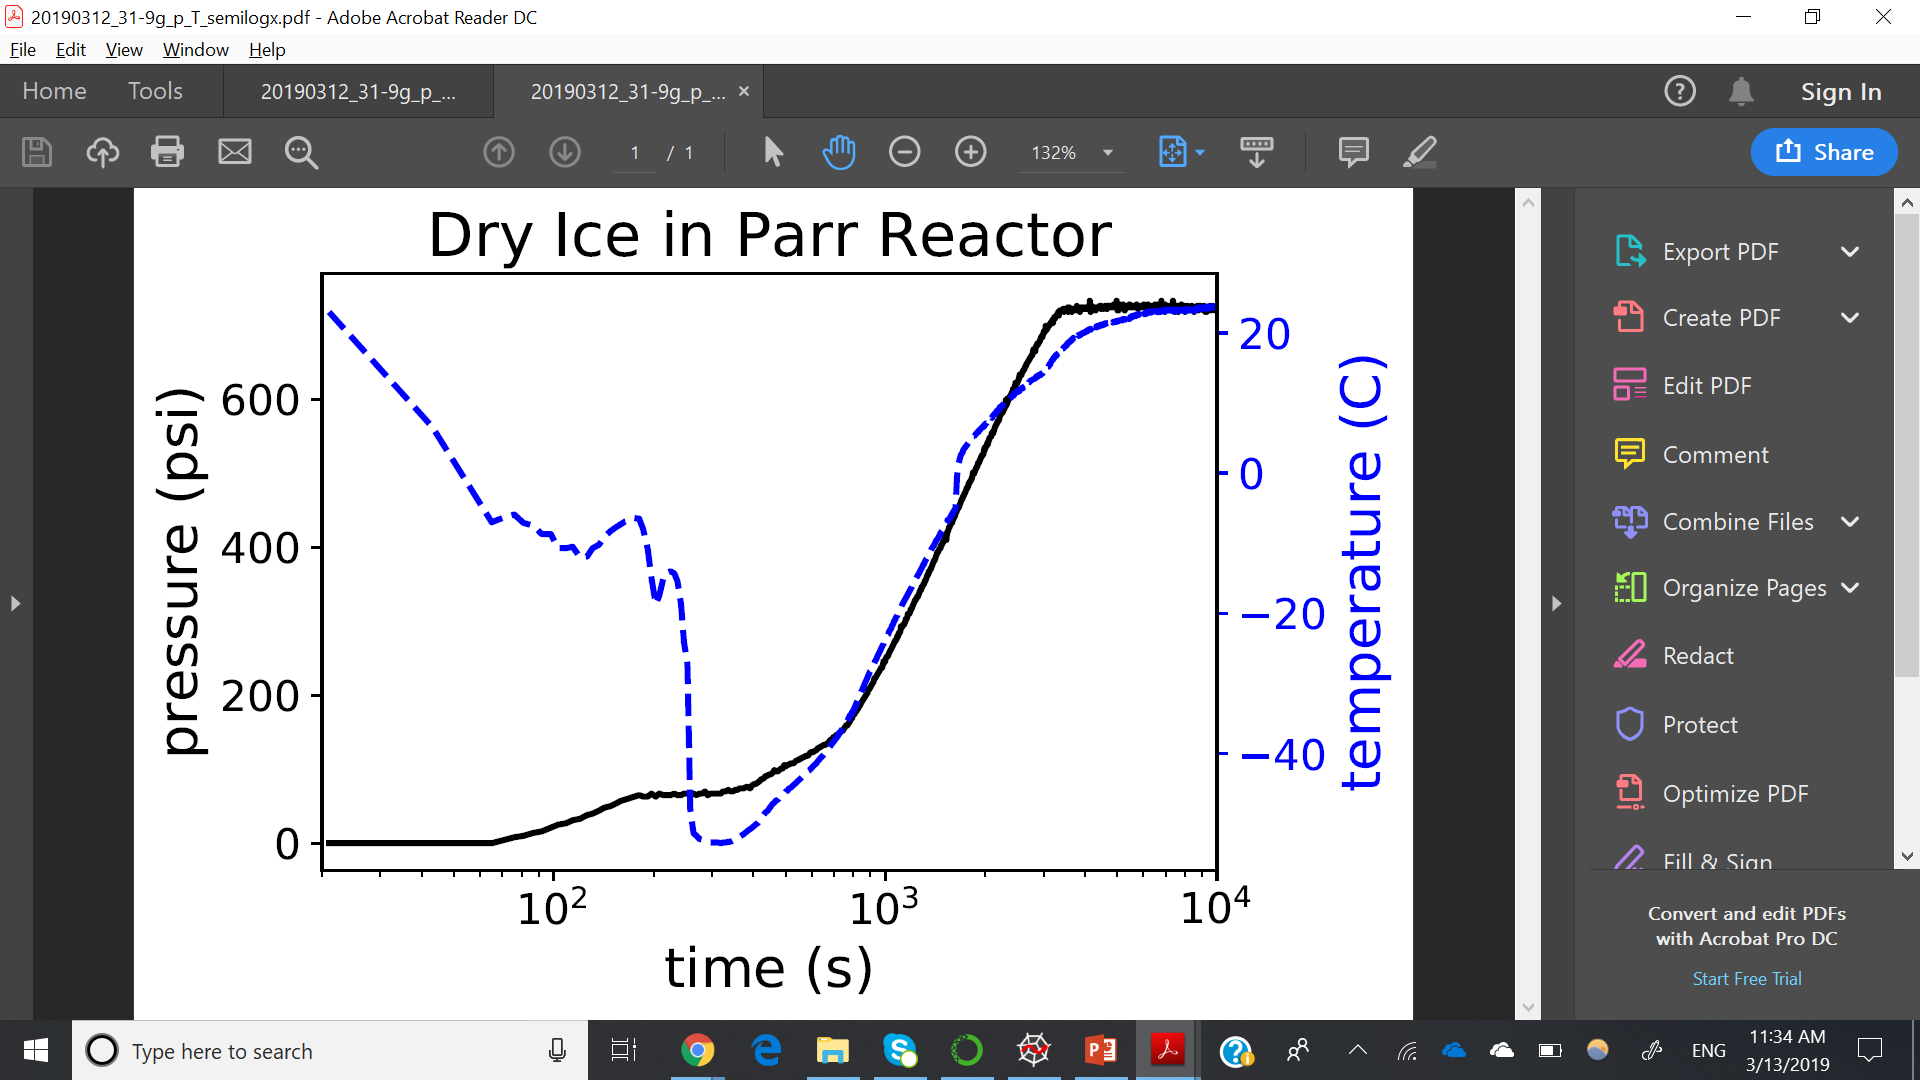 20190312_31-9g_p_T_semilogx.pdf - Adobe Acrobat Reader DC
File Edit View Window Help
Home Tools 20190312_31-9g_p_... 20190312_31-9g_p_... × Sign In
1 / 1 132% Share
Dry Ice in Parr Reactor
pressure (psi)
600
400
200
0
20
0
−20
−40
temperature (C)
10² 10³ 10⁴
time (s)
Export PDF
Create PDF
Edit PDF
Comment
Combine Files
Organize Pages
Redact
Protect
Optimize PDF
Fill & Sign
Convert and edit PDFs
with Acrobat Pro DC
Start Free Trial
Type here to search
ENG
11:34 AM
3/13/2019